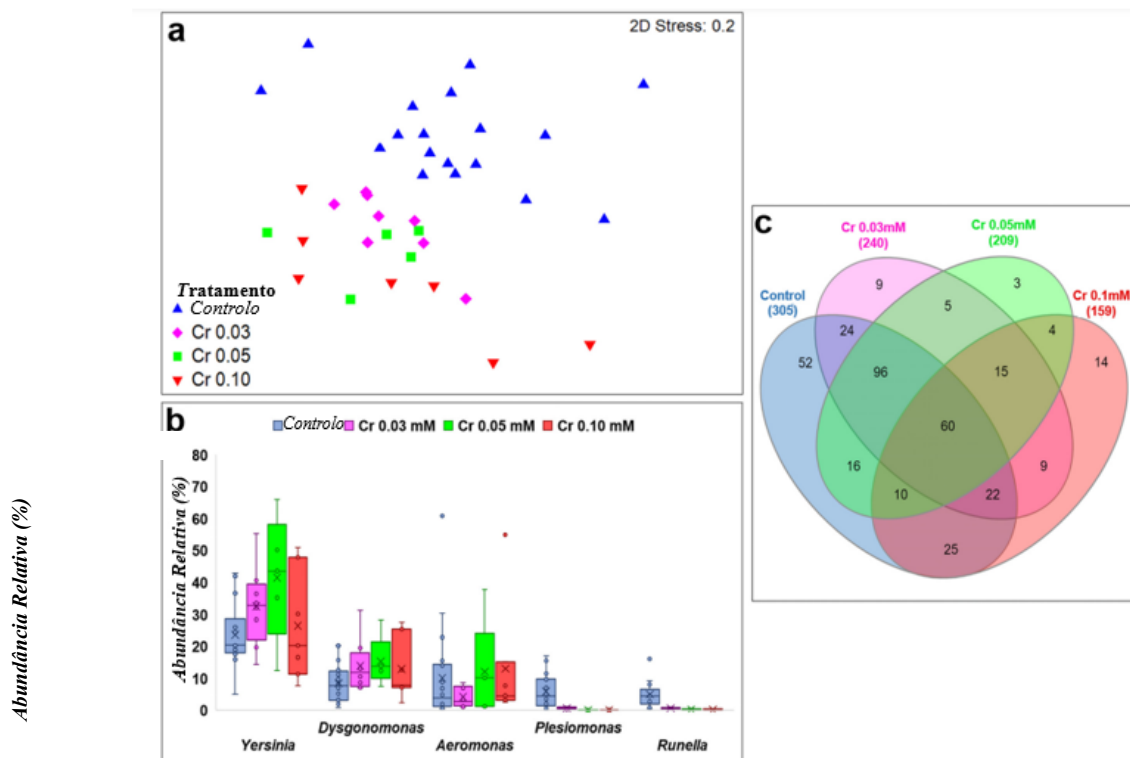 a
2D Stress: 0.2
Tratamento
Controlo
Cr 0.03
Cr 0.05
Cr 0.10
b
Controlo Cr 0.03 mM Cr 0.05 mM Cr 0.10 mM
Abundância Relativa (%)
Abundância Relativa (%)
80
70
60
50
40
30
20
10
0
Yersinia
Dysgonomonas
Aeromonas
Plesiomonas
Runella
c
Cr 0.03mM
(240)
Cr 0.05mM
(209)
Control
(305)
Cr 0.1mM
(159)
9
5
3
24
4
52
96
15
14
60
16
10
22
9
25